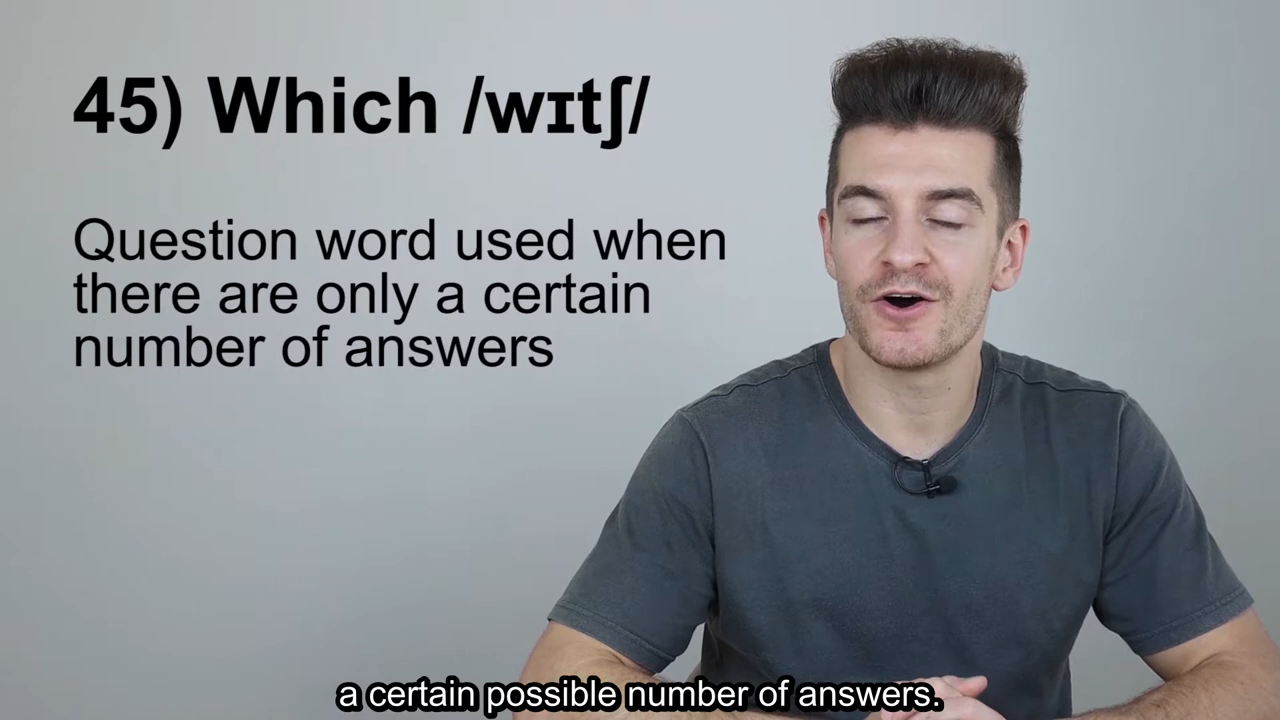 45) Which /wɪtʃ/
Question word used when
there are only a certain
number of answers
a certain possible number of answers.